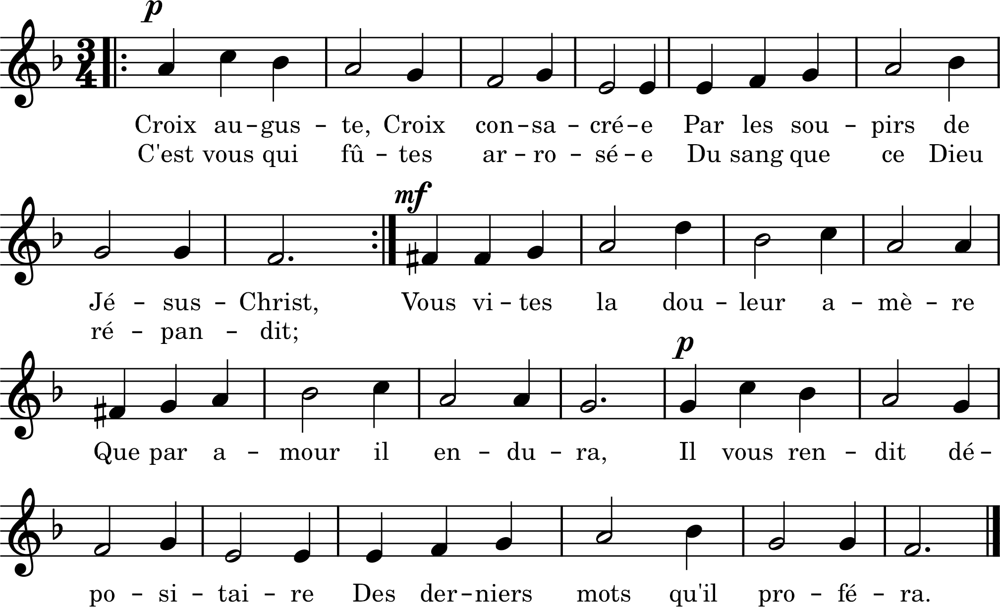 p
3
4
Croix au-gus - te, Croix con-sa - cré-e Par les sou - pirs de
C'est vous qui fû - tes ar - ro - sé-e Du sang que ce Dieu
mf
Jé - sus - Christ, Vous vi - tes la dou - leur a - mè - re
ré - pan - dit;
p
Que par a - mour il en - du - ra, Il vous ren - dit dé-
po - si - tai - re Des der-niers mots qu'il pro - fé - ra.